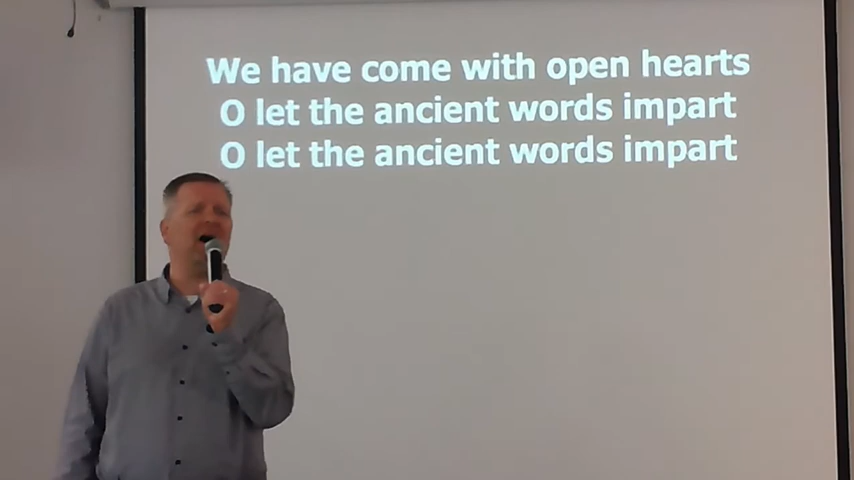 We have come with open hearts
O let the ancient words impart
O let the ancient words impart